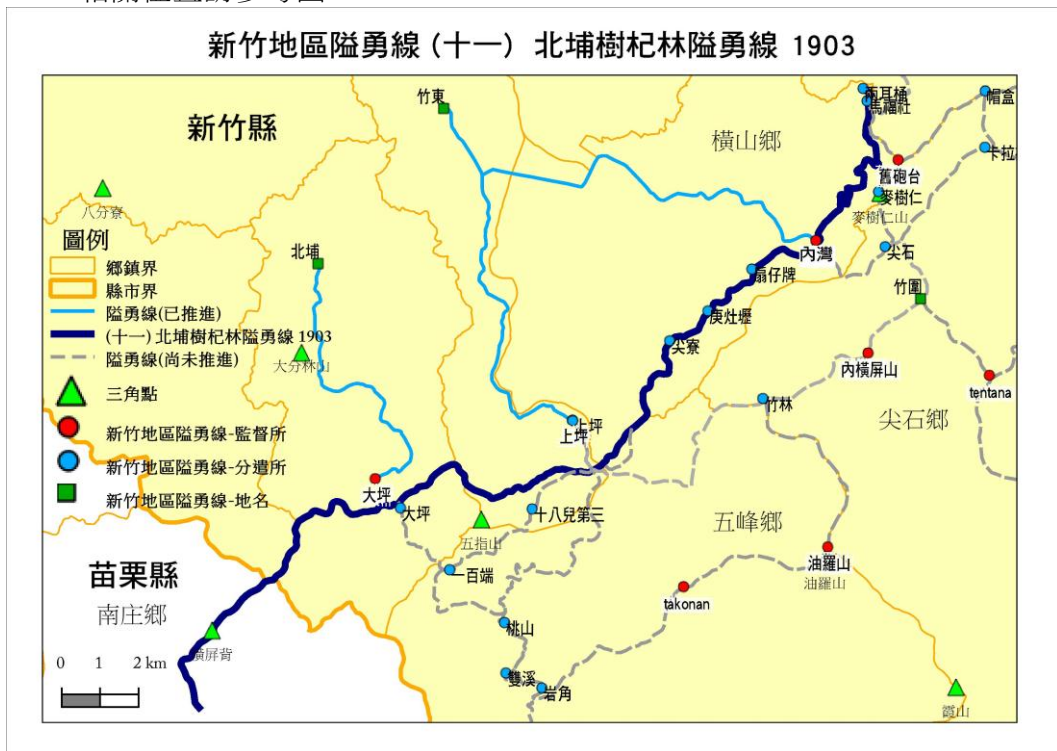 新竹地區隘勇線(十一) 北埔樹杞林隘勇線 1903
新竹縣
竹東
橫山鄉
兩耳桶
馬福社
帽盒
卡拉
舊砲台
麥樹仁
麥樹仁山
八分寮
圖例
鄉鎮界
縣市界
隘勇線(已推進)
(十一) 北埔樹杞林隘勇線 1903
隘勇線(尚未推進)
三角點
新竹地區隘勇線-監督所
新竹地區隘勇線-分遣所
新竹地區隘勇線-地名
北埔
大分林山
內灣
尖石
扇仔牌
竹圍
庚灶壢
尖寮
內橫屏山
tentana
竹林
尖石鄉
上坪
上坪
大坪
大坪
十八兒第三
五指山
五峰鄉
油羅山
油羅山
一百端
takonan
苗栗縣
南庄鄉
橫屏背
桃山
雙溪
岩角
霞山
0 1 2 km